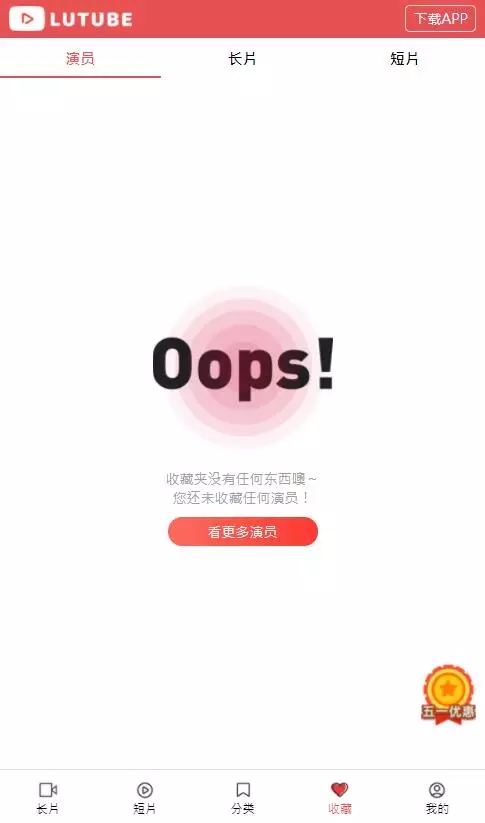 LUTUBE
下载APP
演员
长片
短片
Oops!
收藏夹没有任何东西噢~
您还未收藏任何演员！
看更多演员
五一优惠
长片
短片
分类
收藏
我的